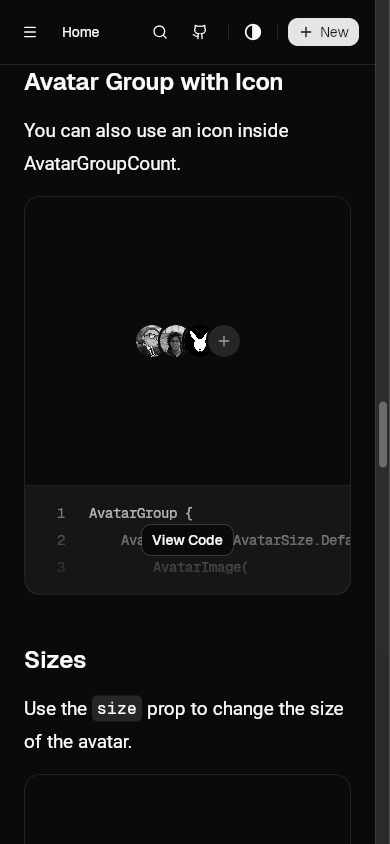 Home
New
Avatar Group with Icon
You can also use an icon inside
AvatarGroupCount.
1 AvatarGroup {
2 View Code
3 AvatarImage(
Sizes
Use the size prop to change the size
of the avatar.